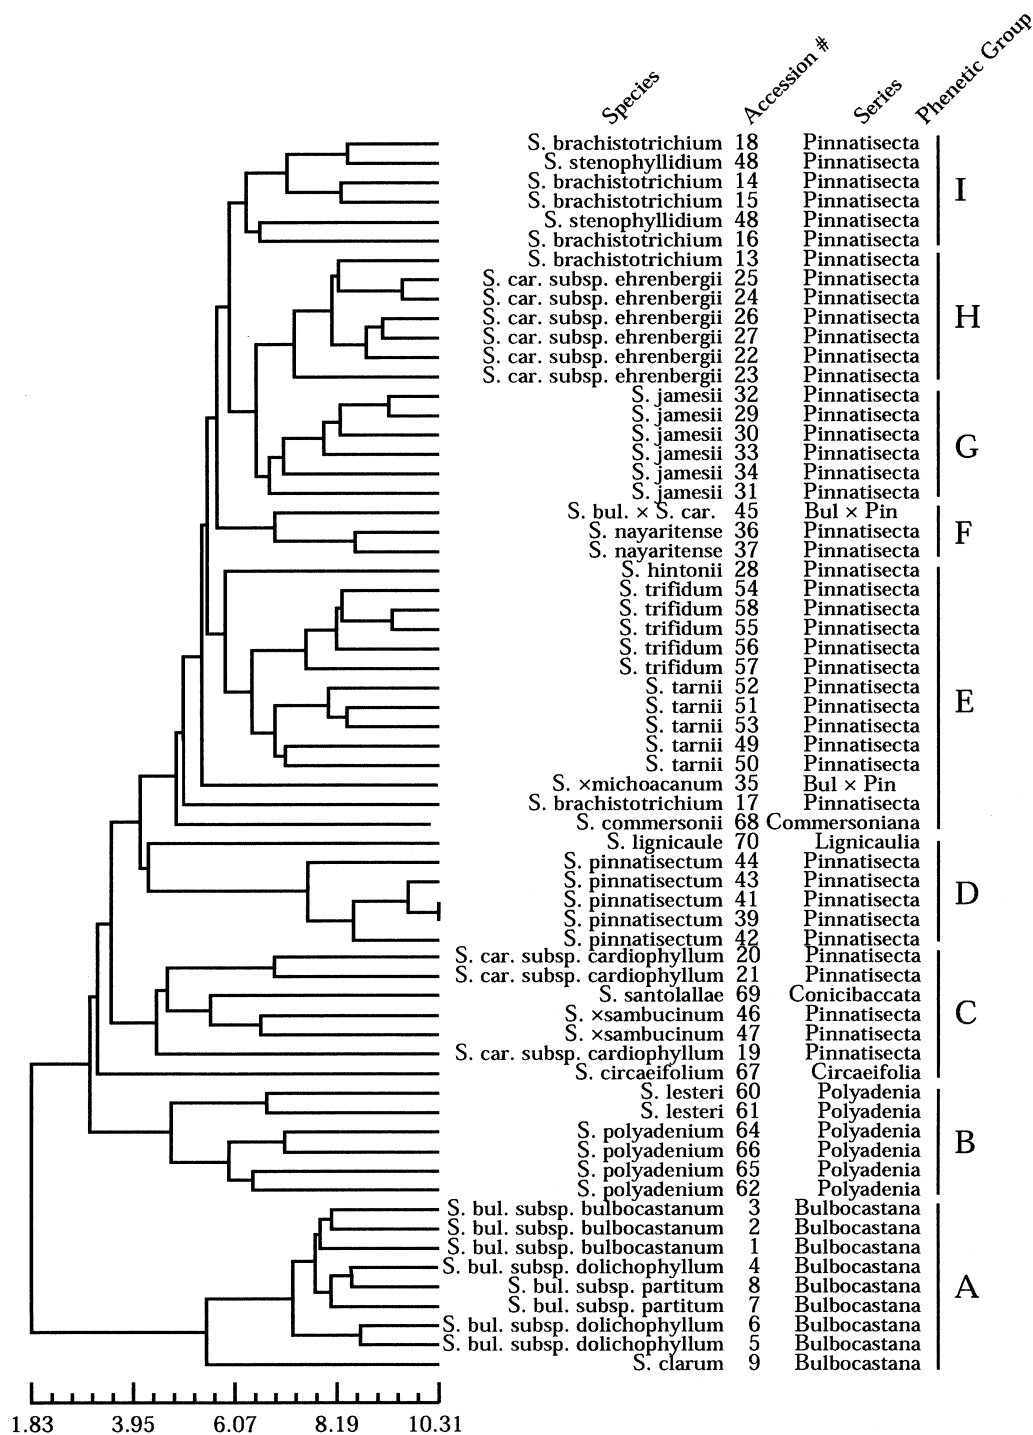 Species Accession # Series Phenetic Group
S. brachistotrichium 18 Pinnatisecta
S. stenophyllidium 48 Pinnatisecta
S. brachistotrichium 14 Pinnatisecta
I
S. brachistotrichium 15 Pinnatisecta
S. stenophyllidium 48 Pinnatisecta
S. brachistotrichium 16 Pinnatisecta
S. brachistotrichium 13 Pinnatisecta
S. car. subsp. ehrenbergii 25 Pinnatisecta
S. car. subsp. ehrenbergii 24 Pinnatisecta
S. car. subsp. ehrenbergii 26 Pinnatisecta
H
S. car. subsp. ehrenbergii 27 Pinnatisecta
S. car. subsp. ehrenbergii 22 Pinnatisecta
S. car. subsp. ehrenbergii 23 Pinnatisecta
S. jamesii 32 Pinnatisecta
S. jamesii 29 Pinnatisecta
S. jamesii 30 Pinnatisecta
G
S. jamesii 33 Pinnatisecta
S. jamesii 34 Pinnatisecta
S. jamesii 31 Pinnatisecta
S. bul. × S. car. 45 Bul × Pin
S. nayaritense 36 Pinnatisecta
F
S. nayaritense 37 Pinnatisecta
S. hintonii 28 Pinnatisecta
S. trifidum 54 Pinnatisecta
S. trifidum 58 Pinnatisecta
S. trifidum 55 Pinnatisecta
S. trifidum 56 Pinnatisecta
S. trifidum 57 Pinnatisecta
S. tarnii 52 Pinnatisecta
E
S. tarnii 51 Pinnatisecta
S. tarnii 53 Pinnatisecta
S. tarnii 49 Pinnatisecta
S. tarnii 50 Pinnatisecta
S. ×michoacanum 35 Bul × Pin
S. brachistotrichium 17 Pinnatisecta
S. commersonii 68 Commersoniana
S. lignicaule 70 Lignicaulia
S. pinnatisectum 44 Pinnatisecta
S. pinnatisectum 43 Pinnatisecta
D
S. pinnatisectum 41 Pinnatisecta
S. pinnatisectum 39 Pinnatisecta
S. pinnatisectum 42 Pinnatisecta
S. car. subsp. cardiophyllum 20 Pinnatisecta
S. car. subsp. cardiophyllum 21 Pinnatisecta
S. santolallae 69 Conicibaccata
S. ×sambucinum 46 Pinnatisecta
C
S. ×sambucinum 47 Pinnatisecta
S. car. subsp. cardiophyllum 19 Pinnatisecta
S. circaeifolium 67 Circaeifolia
S. lesteri 60 Polyadenia
S. lesteri 61 Polyadenia
S. polyadenium 64 Polyadenia
B
S. polyadenium 66 Polyadenia
S. polyadenium 65 Polyadenia
S. polyadenium 62 Polyadenia
S. bul. subsp. bulbocastanum 3 Bulbocastana
S. bul. subsp. bulbocastanum 2 Bulbocastana
S. bul. subsp. bulbocastanum 1 Bulbocastana
S. bul. subsp. dolichophyllum 4 Bulbocastana
S. bul. subsp. partitum 8 Bulbocastana
A
S. bul. subsp. partitum 7 Bulbocastana
S. bul. subsp. dolichophyllum 6 Bulbocastana
S. bul. subsp. dolichophyllum 5 Bulbocastana
S. clarum 9 Bulbocastana
1.83 3.95 6.07 8.19 10.31